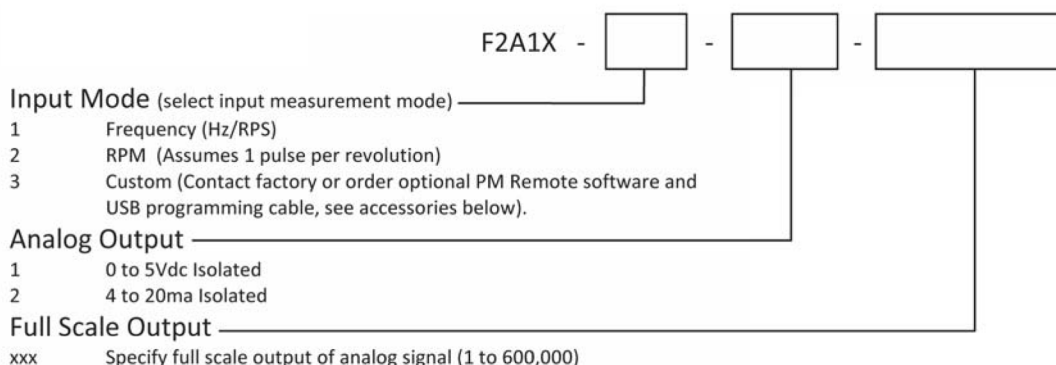 F2A1X - - -
Input Mode (select input measurement mode)
1 Frequency (Hz/RPS)
2 RPM (Assumes 1 pulse per revolution)
3 Custom (Contact factory or order optional PM Remote software and
USB programming cable, see accessories below).
Analog Output
1 0 to 5Vdc Isolated
2 4 to 20ma Isolated
Full Scale Output
xxx Specify full scale output of analog signal (1 to 600,000)